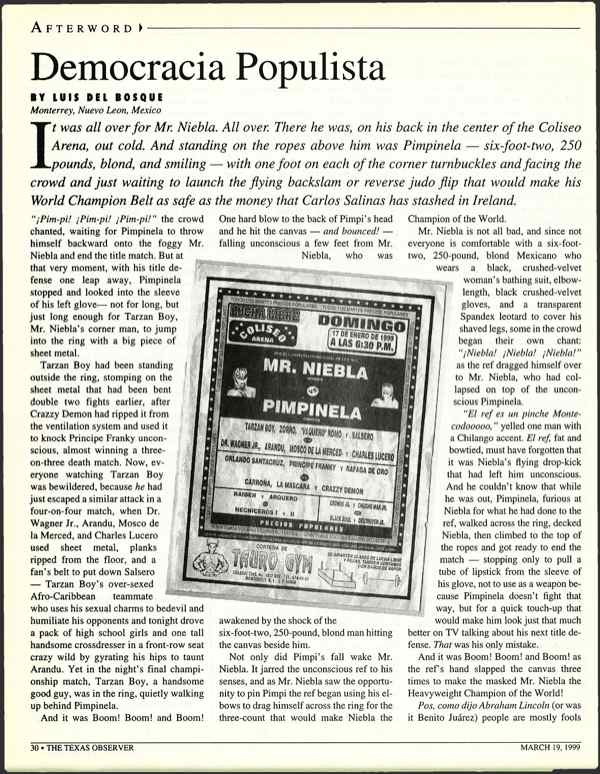 AFTERWORD
Democracia Populista
BY LUIS DEL BOSQUE
Monterrey, Nuevo Leon, Mexico
It was all over for Mr. Niebla. All over. There he was, on his back in the center of the Coliseo
Arena, out cold. And standing on the ropes above him was Pimpinela — six-foot-two, 250
pounds, blond, and smiling — with one foot on each of the corner turnbuckles and facing the
crowd and just waiting to launch the flying backslam or reverse judo flip that would make his
World Champion Belt as safe as the money that Carlos Salinas has stashed in Ireland.
"¡Pim-pi! ¡Pim-pi! ¡Pim-pi!" the crowd
chanted, waiting for Pimpinela to throw
himself backward onto the foggy Mr.
Niebla and end the title match. But at
that very moment, with his title de-
fense one leap away, Pimpinela
stopped and looked into the sleeve
of his left glove— not for long, but
just long enough for Tarzan Boy,
Mr. Niebla's corner man, to jump
into the ring with a big piece of
sheet metal.
Tarzan Boy had been standing
outside the ring, stomping on the
sheet metal that had been bent
double two fights earlier, after
Crazzy Demon had ripped it from
the ventilation system and used it
to knock Principe Franky uncon-
scious, almost winning a three-
on-three death match. Now, ev-
eryone watching Tarzan Boy
was bewildered, because he had
just escaped a similar attack in a
four-on-four match, when Dr.
Wagner Jr., Arandu, Mosco de
la Merced, and Charles Lucero
used sheet metal, planks
ripped from the floor, and a
fan's belt to put down Salsero
— Tarzan Boy's over-sexed
Afro-Caribbean teammate
who uses his sexual charms to bedevil and
humiliate his opponents and tonight drove
a pack of high school girls and one tall
handsome crossdresser in a front-row seat
crazy wild by gyrating his hips to taunt
Arandu. Yet in the night's final champi-
onship match, Tarzan Boy, a handsome
good guy, was in the ring, quietly walking
up behind Pimpinela.
And it was Boom! Boom! and Boom!
One hard blow to the back of Pimpi's head
and he hit the canvas — and bounced! —
falling unconscious a few feet from Mr.
Niebla, who was
LUCHA LIBRE
COLISEO
ARENA
DOMINGO
17 DE ENERO DE 1999
A LAS 6:30 P.M.
MR. NIEBLA
PIMPINELA
TARZAN BOY, ZORRO, "VAQUERO" ROMO Y SALSERO
DR. WAGNER JR., ARANDU, MOSCO DE LA MERCED Y CHARLES LUCERO
ORLANDO SANTACRUZ, PRINCIPE FRANKY Y RAFAGA DE ORO
CARROÑA, LA MASCARA Y CRAZZY DEMON
HAISEN Y ARGUERO
HECHICEROS I Y II
PRECIOS POPULARES
CORTESIA DE
TAURO GYM
awakened by the shock of the
six-foot-two, 250-pound, blond man hitting
the canvas beside him.
Not only did Pimpi's fall wake Mr.
Niebla. It jarred the unconscious ref to his
senses, and as Mr. Niebla saw the opportu-
nity to pin Pimpi the ref began using his el-
bows to drag himself across the ring for the
three-count that would make Niebla the
Champion of the World.
Mr. Niebla is not all bad, and since not
everyone is comfortable with a six-foot-
two, 250-pound, blond Mexicano who
wears a black, crushed-velvet
woman's bathing suit, elbow-
length, black crushed-velvet
gloves, and a transparent
Spandex leotard to cover his
shaved legs, some in the crowd
began their own chant:
"¡Niebla! ¡Niebla! ¡Niebla!"
as the ref dragged himself over
to Mr. Niebla, who had col-
lapsed on top of the uncon-
scious Pimpinela.
"El ref es un pinche Monte-
codooooo," yelled one man with
a Chilango accent. El ref, fat and
bowtied, must have forgotten that
it was Niebla's flying drop-kick
that had left him unconscious.
And he couldn't know that while
he was out, Pimpinela, furious at
Niebla for what he had done to the
ref, walked across the ring, decked
Niebla, then climbed to the top of
the ropes and got ready to end the
match — stopping only to pull a
tube of lipstick from the sleeve of
his glove, not to use as a weapon be-
cause Pimpinela doesn't fight that
way, but for a quick touch-up that
would make him look just that much
better on TV talking about his next title de-
fense. That was his only mistake.
And it was Boom! Boom! and Boom! as
the ref's hand slapped the canvas three
times to make the masked Mr. Niebla the
Heavyweight Champion of the World!
Pos, como dijo Abraham Lincoln (or was
it Benito Juárez) people are mostly fools
30 • THE TEXAS OBSERVER
MARCH 19, 1999